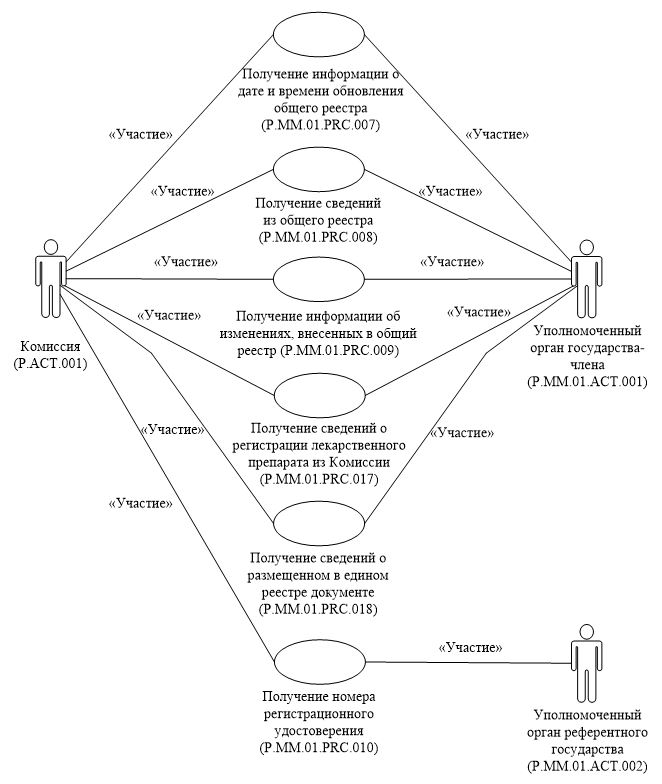 Получение информации о
дате и времени обновления
общего реестра
(P.MM.01.PRC.007)
«Участие»
«Участие»
«Участие»
«Участие»
Получение сведений
из общего реестра
(P.MM.01.PRC.008)
«Участие»
«Участие»
Получение информации об
изменениях, внесенных в общий
реестр (P.MM.01.PRC.009)
Комиссия
(P.ACT.001)
Уполномоченный
орган государства-
члена
(P.MM.01.ACT.001)
«Участие»
«Участие»
Получение сведений о
регистрации лекарственного
препарата из Комиссии
(P.MM.01.PRC.017)
«Участие»
«Участие»
«Участие»
Получение сведений о
размещенном в едином
реестре документе
(P.MM.01.PRC.018)
«Участие»
Получение номера
регистрационного
удостоверения
(P.MM.01.PRC.010)
Уполномоченный
орган референтного
государства
(P.MM.01.ACT.002)